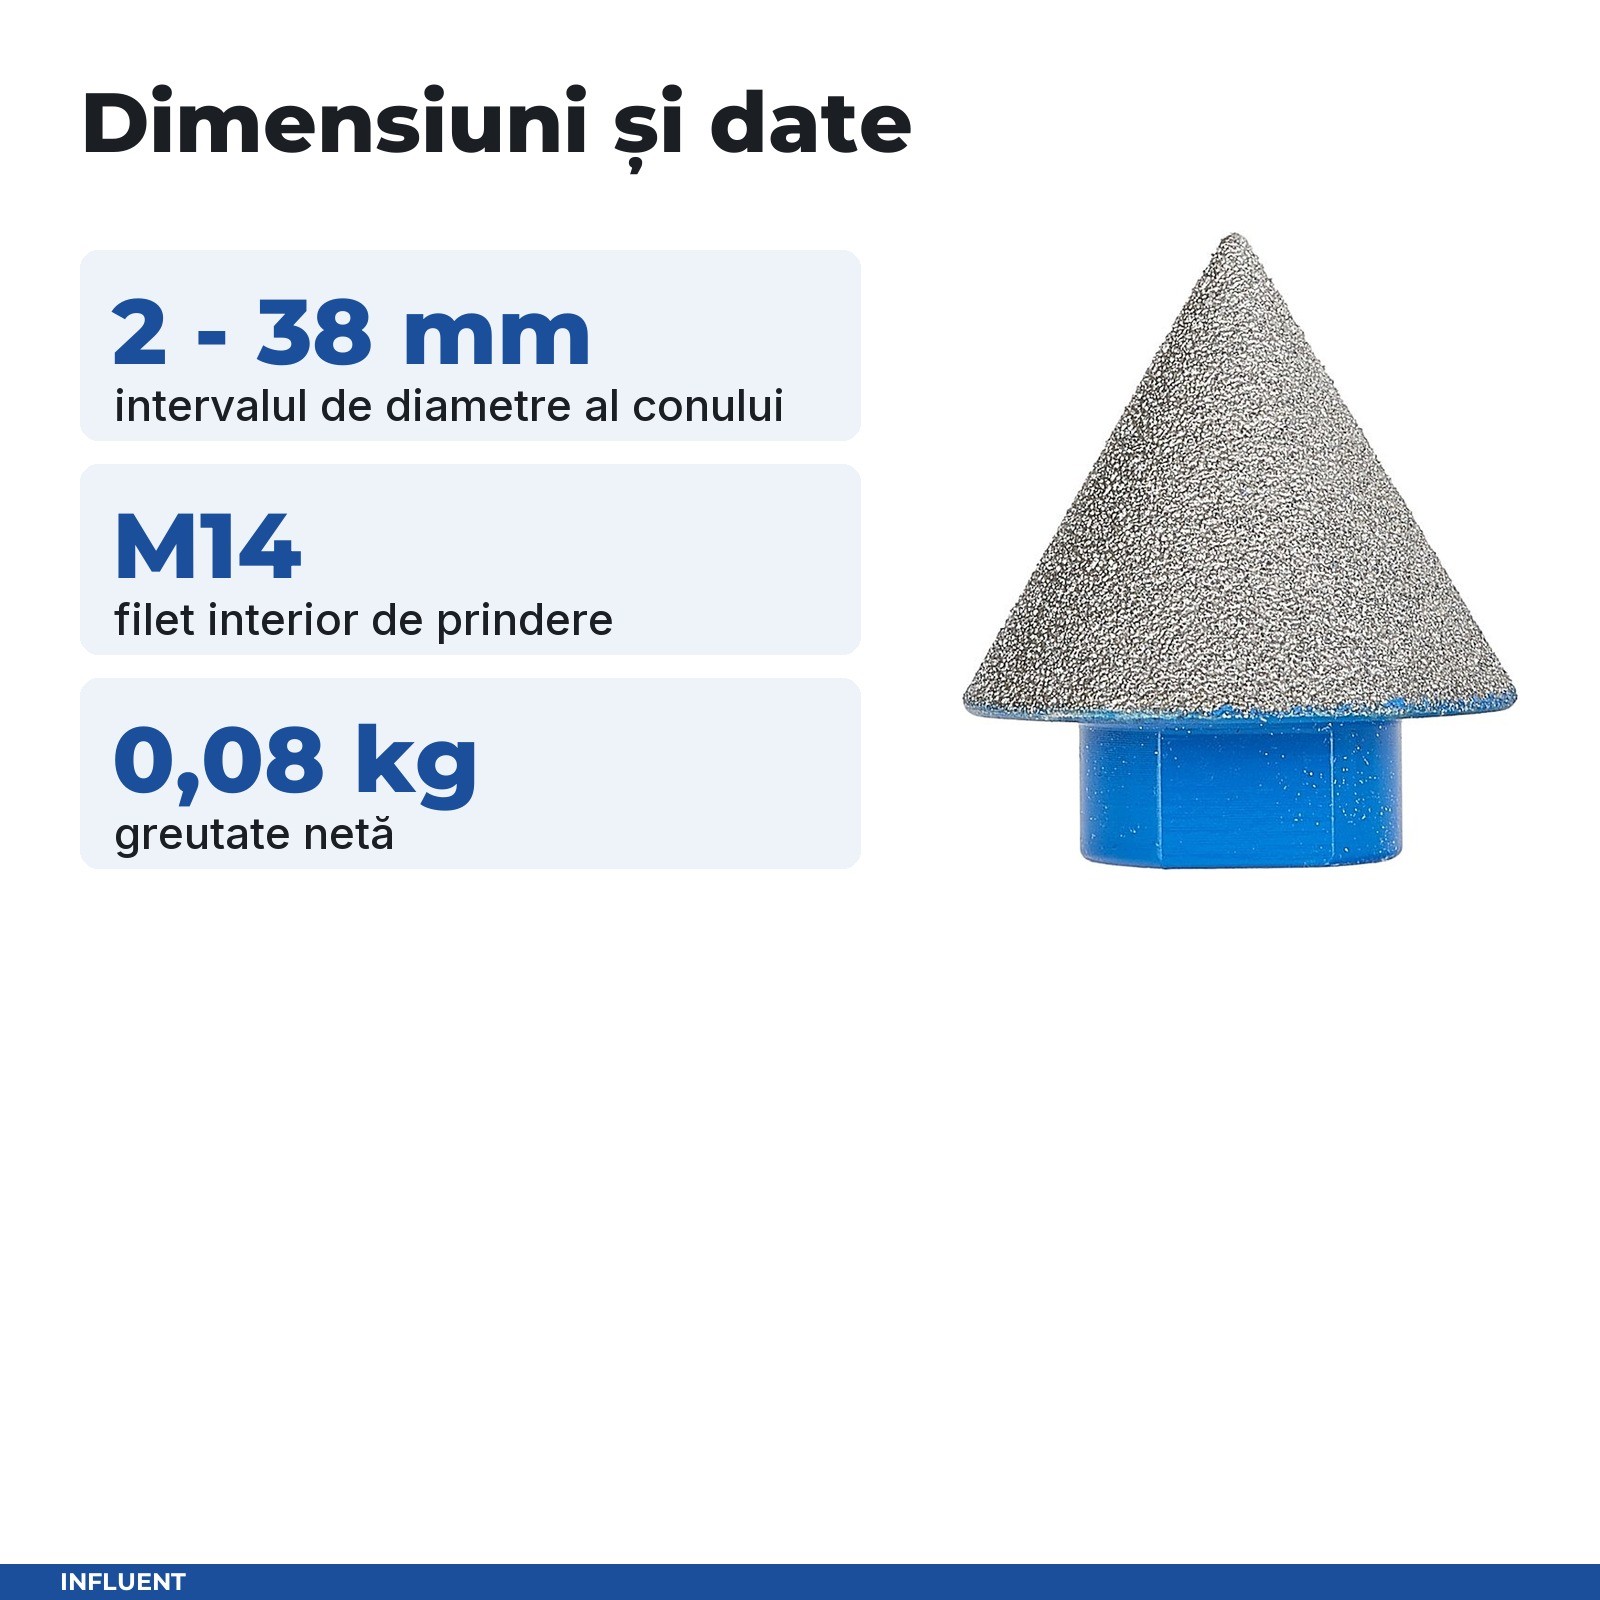 Dimensiuni și date
2 - 38 mm
intervalul de diametre al conului
M14
filet interior de prindere
0,08 kg
greutate netă
INFLUENT